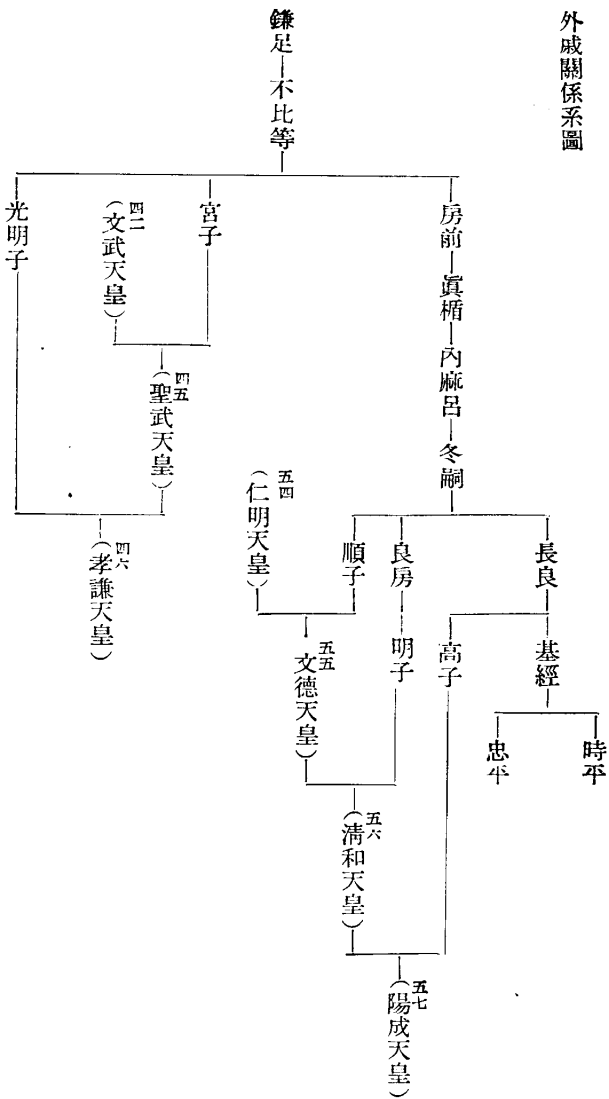 外戚關係系圖
鎌足—不比等
房前—眞楯—內麻呂—冬嗣
宮子
四二
(文武天皇)
光明子
四五
(聖武天皇)
四六
(孝謙天皇)
長良
良房
順子
五四
(仁明天皇)
基經
高子
明子
五五
文德天皇)
時平
忠平
五六
(淸和天皇)
五七
(陽成天皇)